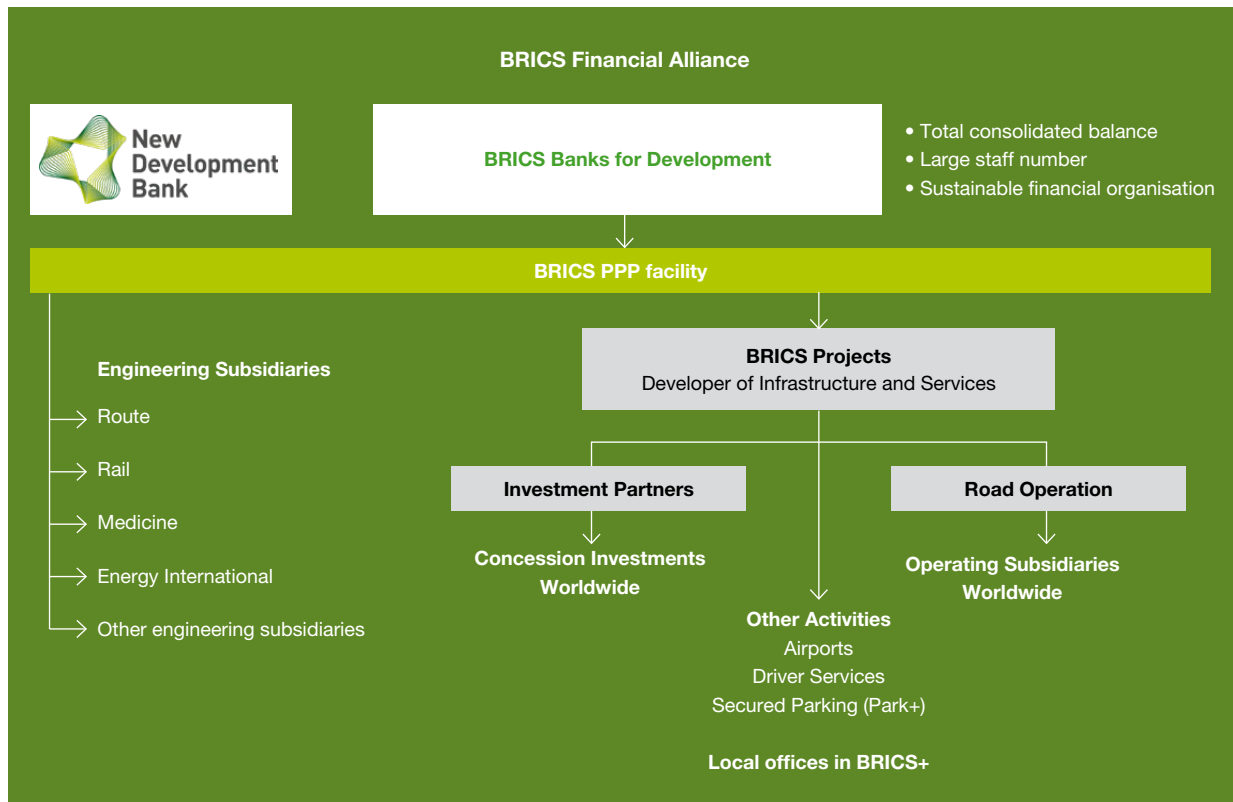 BRICS Financial Alliance
New
Development
Bank
BRICS Banks for Development
• Total consolidated balance
• Large staff number
• Sustainable financial organisation
BRICS PPP facility
Engineering Subsidiaries
Route
Rail
Medicine
Energy International
Other engineering subsidiaries
BRICS Projects
Developer of Infrastructure and Services
Investment Partners
Concession Investments
Worldwide
Road Operation
Operating Subsidiaries
Worldwide
Other Activities
Airports
Driver Services
Secured Parking (Park+)
Local offices in BRICS+